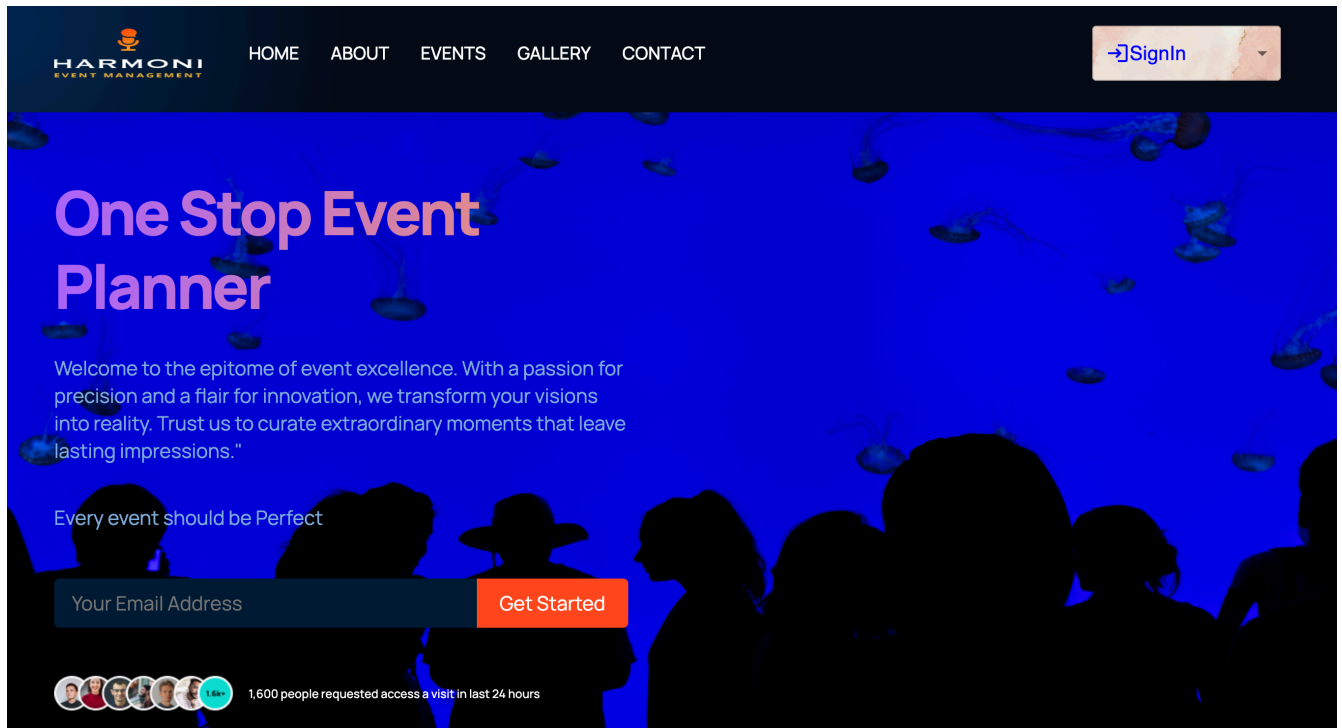 HARMONI
EVENT MANAGEMENT
HOME ABOUT EVENTS GALLERY CONTACT
SignIn
One Stop Event
Planner
Welcome to the epitome of event excellence. With a passion for
precision and a flair for innovation, we transform your visions
into reality. Trust us to curate extraordinary moments that leave
lasting impressions."
Every event should be Perfect
Your Email Address
Get Started
1.6k+
1,600 people requested access a visit in last 24 hours